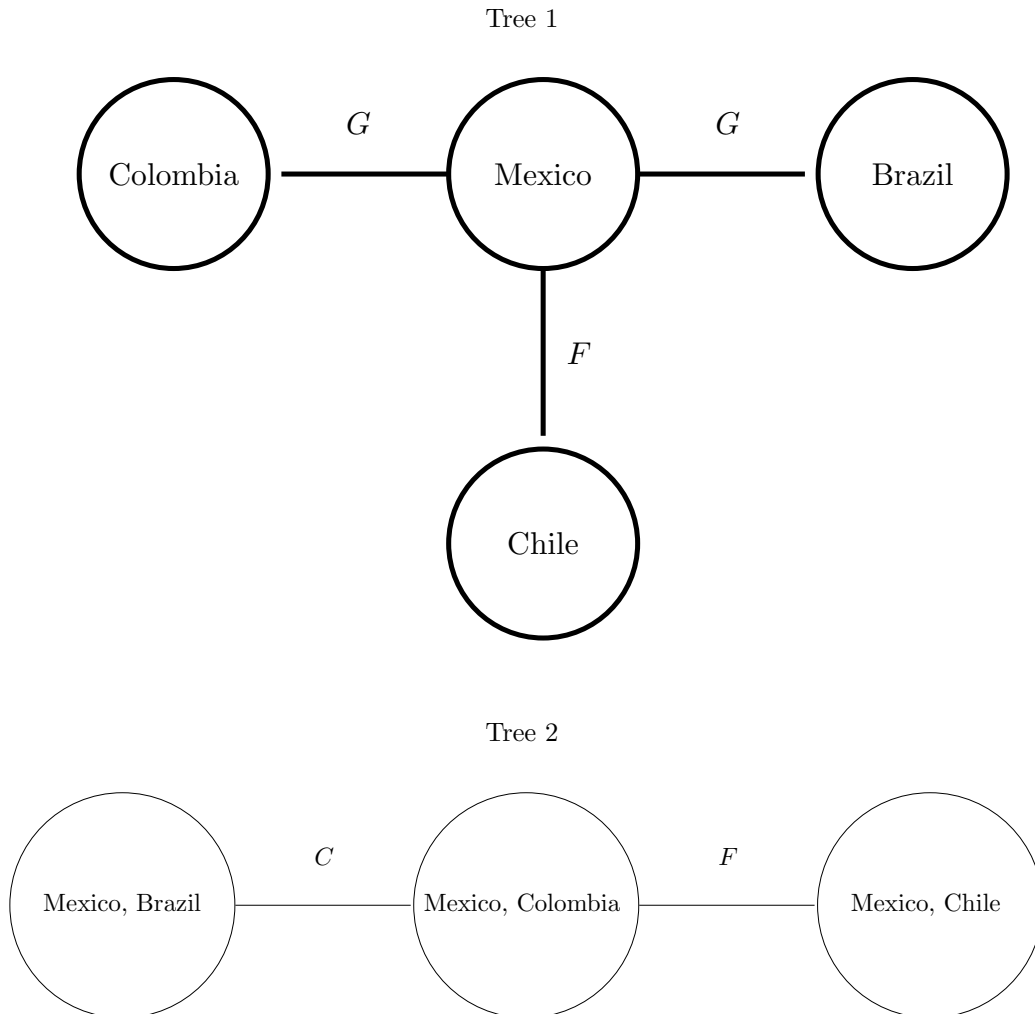 Tree 1
G G
Colombia Mexico Brazil
F
Chile
Tree 2
C F
Mexico, Brazil Mexico, Colombia Mexico, Chile